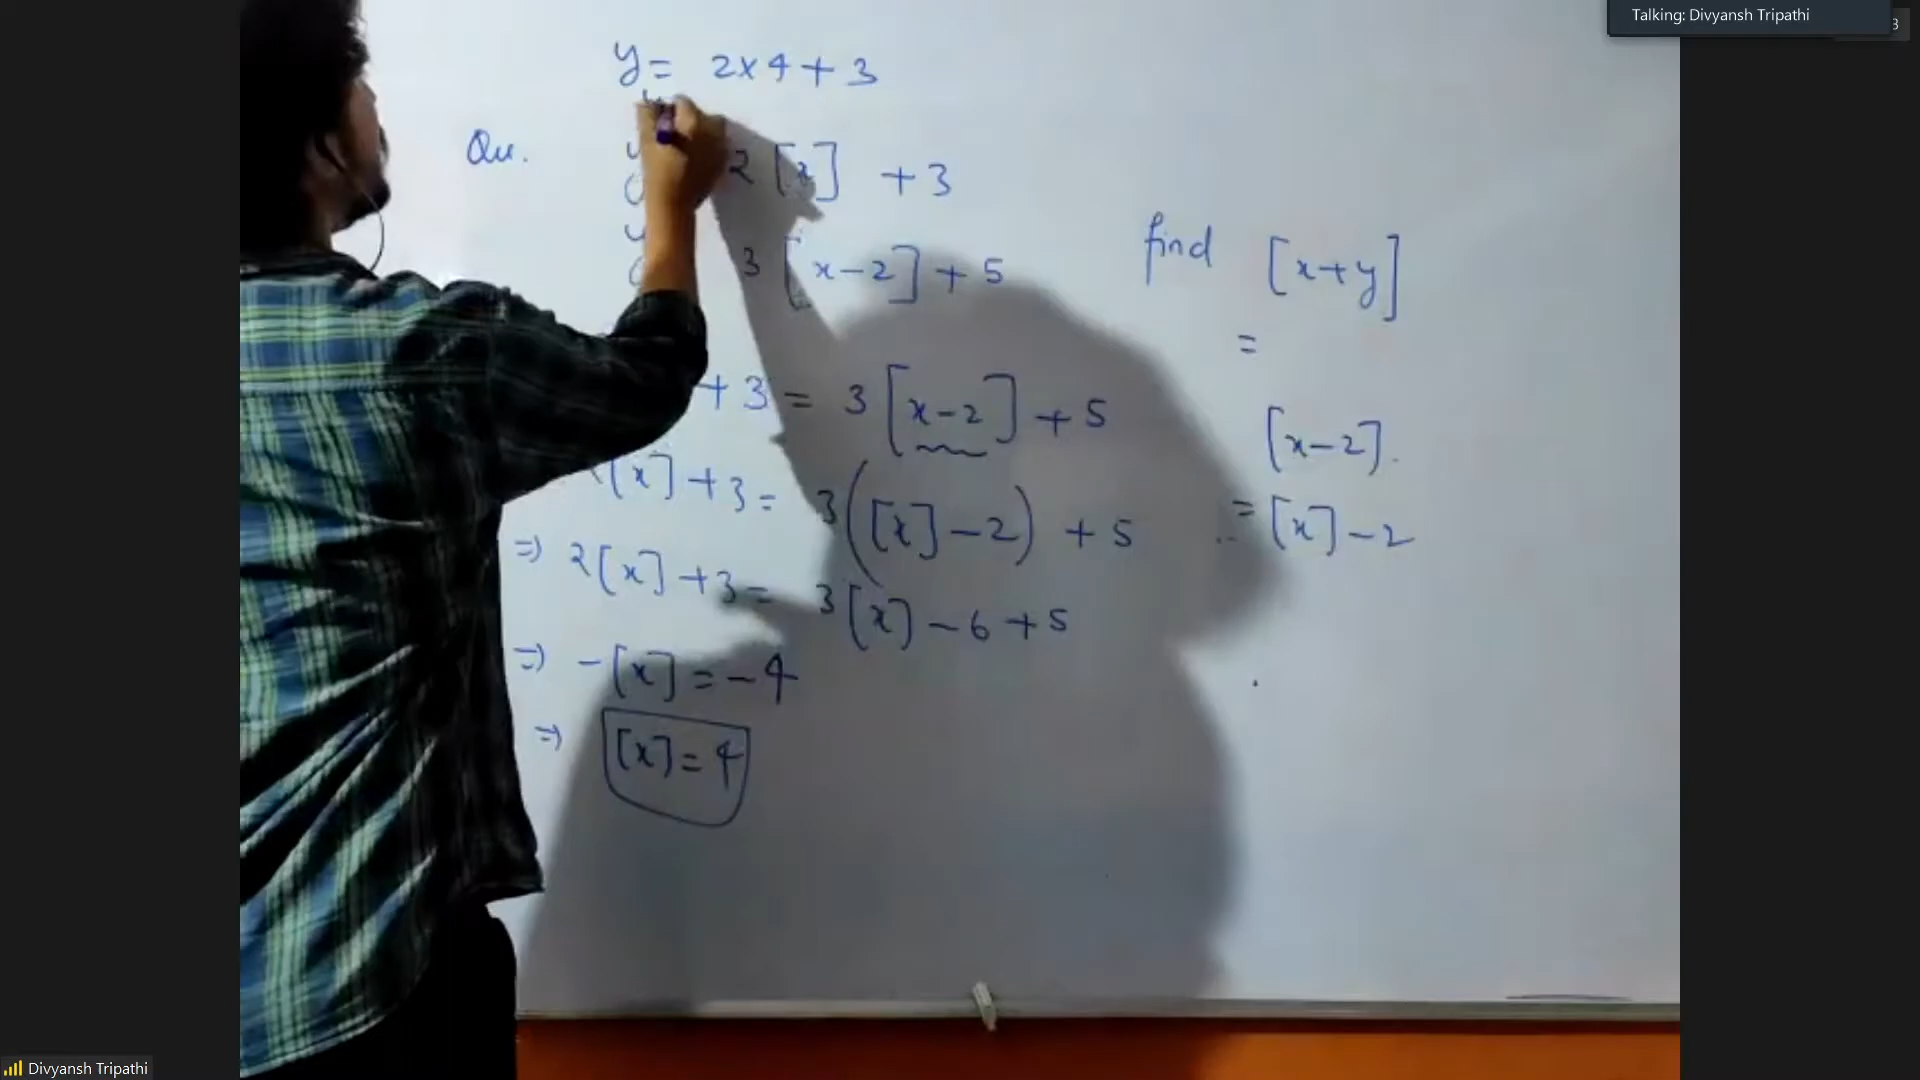 Talking: Divyansh Tripathi
3
y = 2x4+3
Qu. 2[x] +3
3[x-2]+5
find [x+y]
=
+3 = 3[x-2]+5
[x-2].
[x]+3= 3([x]-2) +5
= [x]-2
=) 2[x]+3= 3[x]-6+5
=) -[x]=-4
=) [x]=4
Divyansh Tripathi